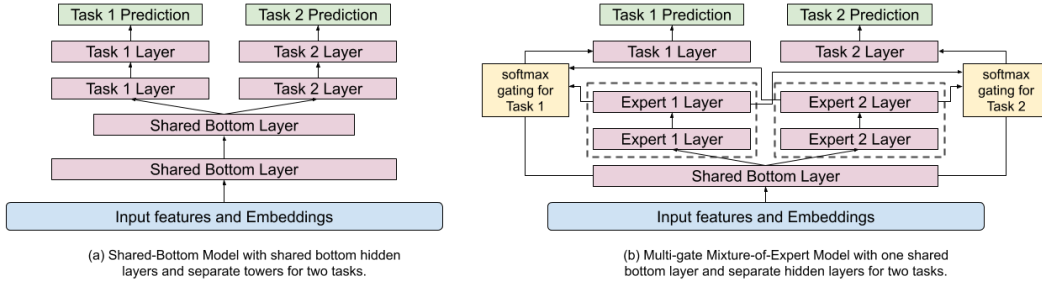 Task 1 Prediction
Task 2 Prediction
Task 1 Layer
Task 2 Layer
Task 1 Layer
Task 2 Layer
Shared Bottom Layer
Shared Bottom Layer
Input features and Embeddings
(a) Shared-Bottom Model with shared bottom hidden
layers and separate towers for two tasks.
Task 1 Prediction
Task 2 Prediction
Task 1 Layer
Task 2 Layer
softmax
gating for
Task 1
Expert 1 Layer
Expert 2 Layer
softmax
gating for
Task 2
Expert 1 Layer
Expert 2 Layer
Shared Bottom Layer
Input features and Embeddings
(b) Multi-gate Mixture-of-Expert Model with one shared
bottom layer and separate hidden layers for two tasks.